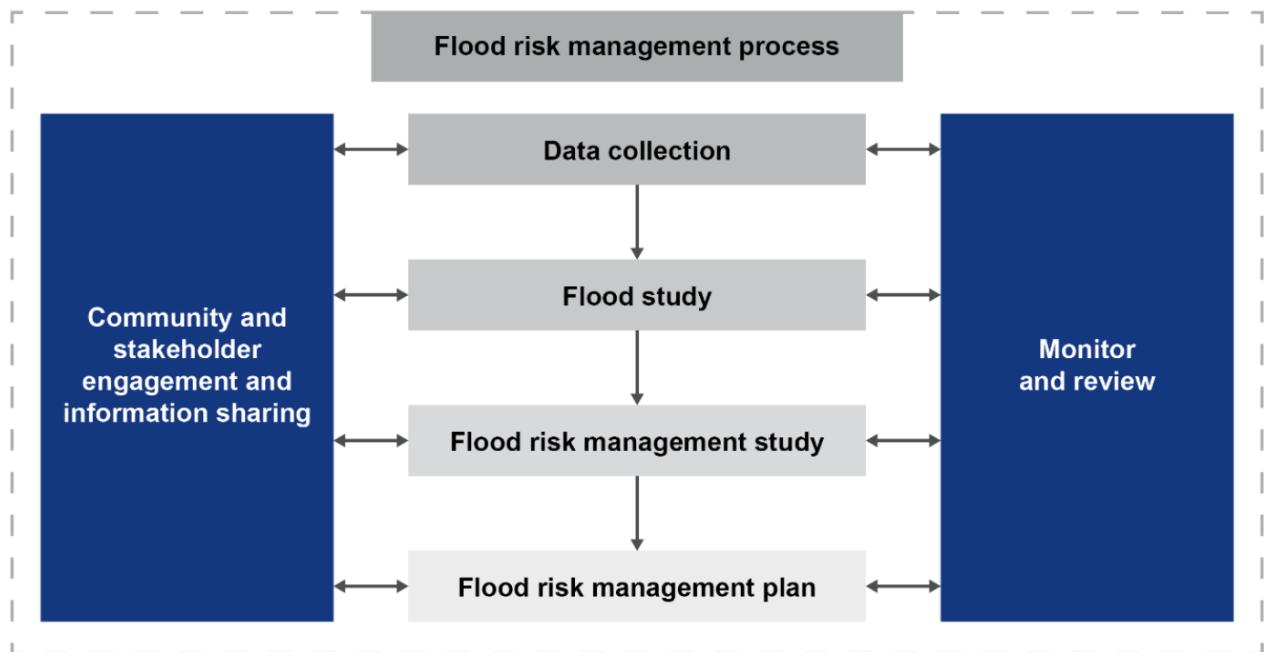 Flood risk management process
Data collection
Flood study
Community and
stakeholder
engagement and
information sharing
Monitor
and review
Flood risk management study
Flood risk management plan